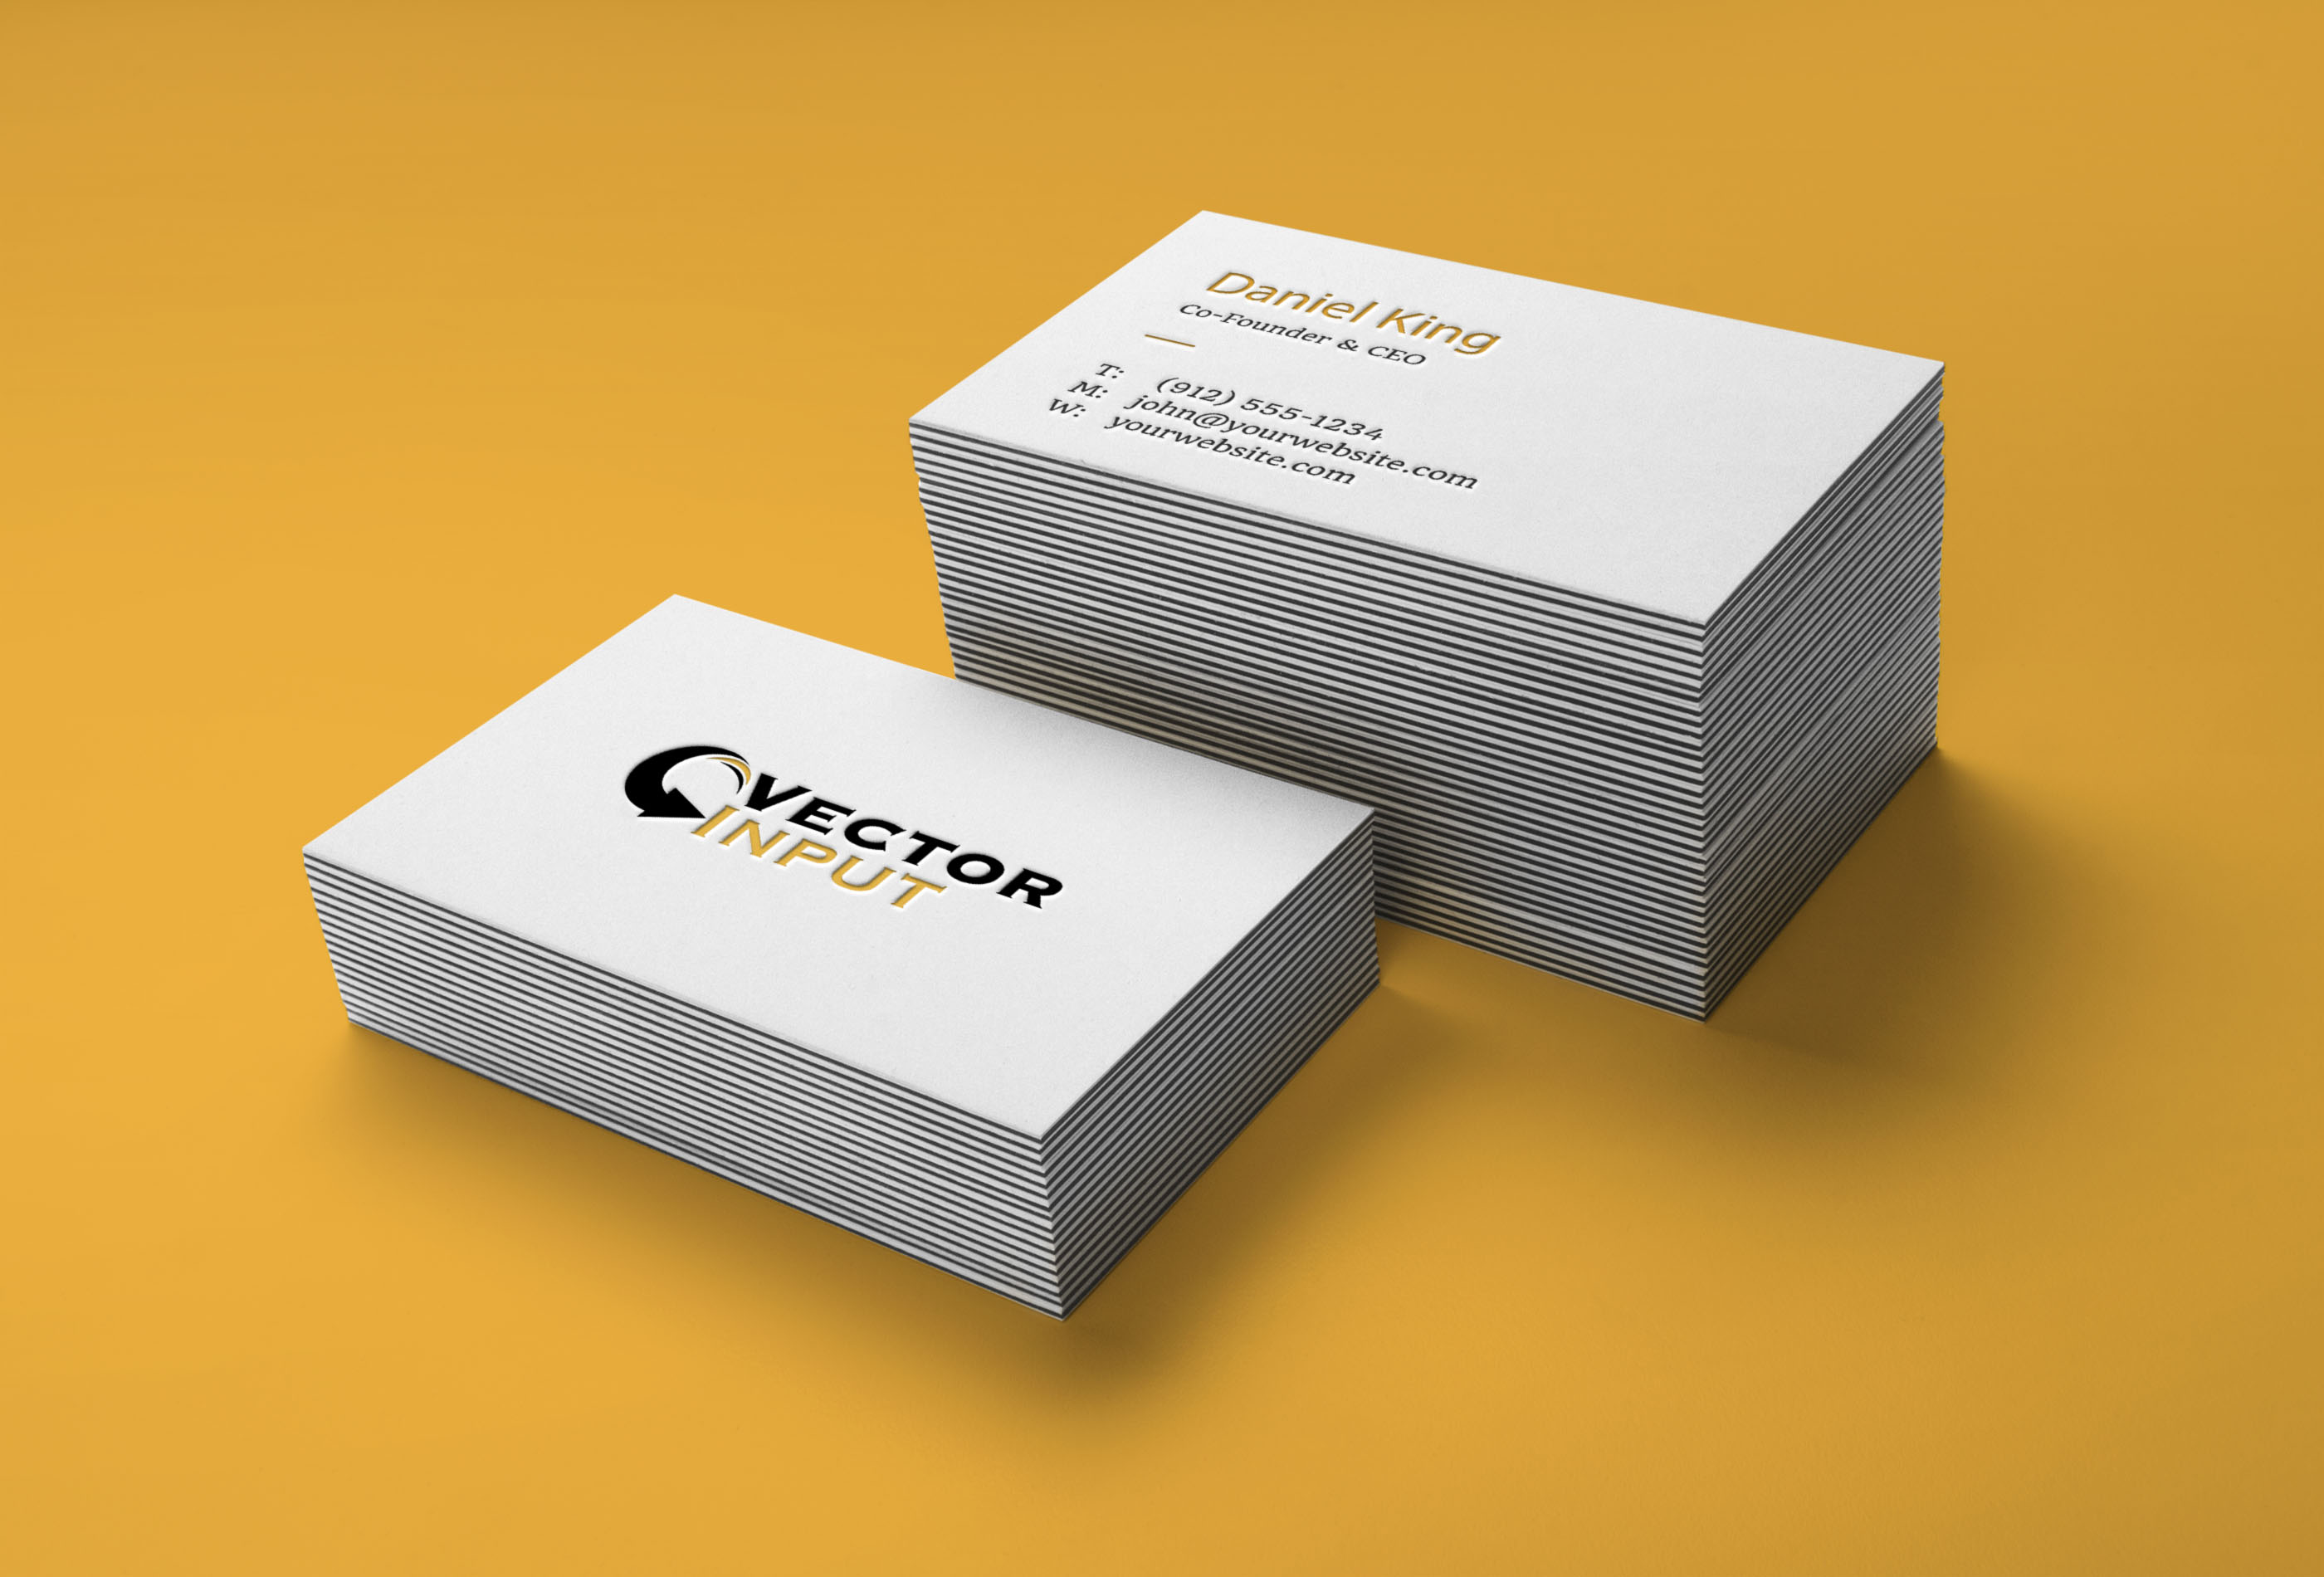 Daniel King
Co-Founder & CEO
T: (912) 555-1234
M: john@yourwebsite.com
W: yourwebsite.com
VECTOR
INPUT